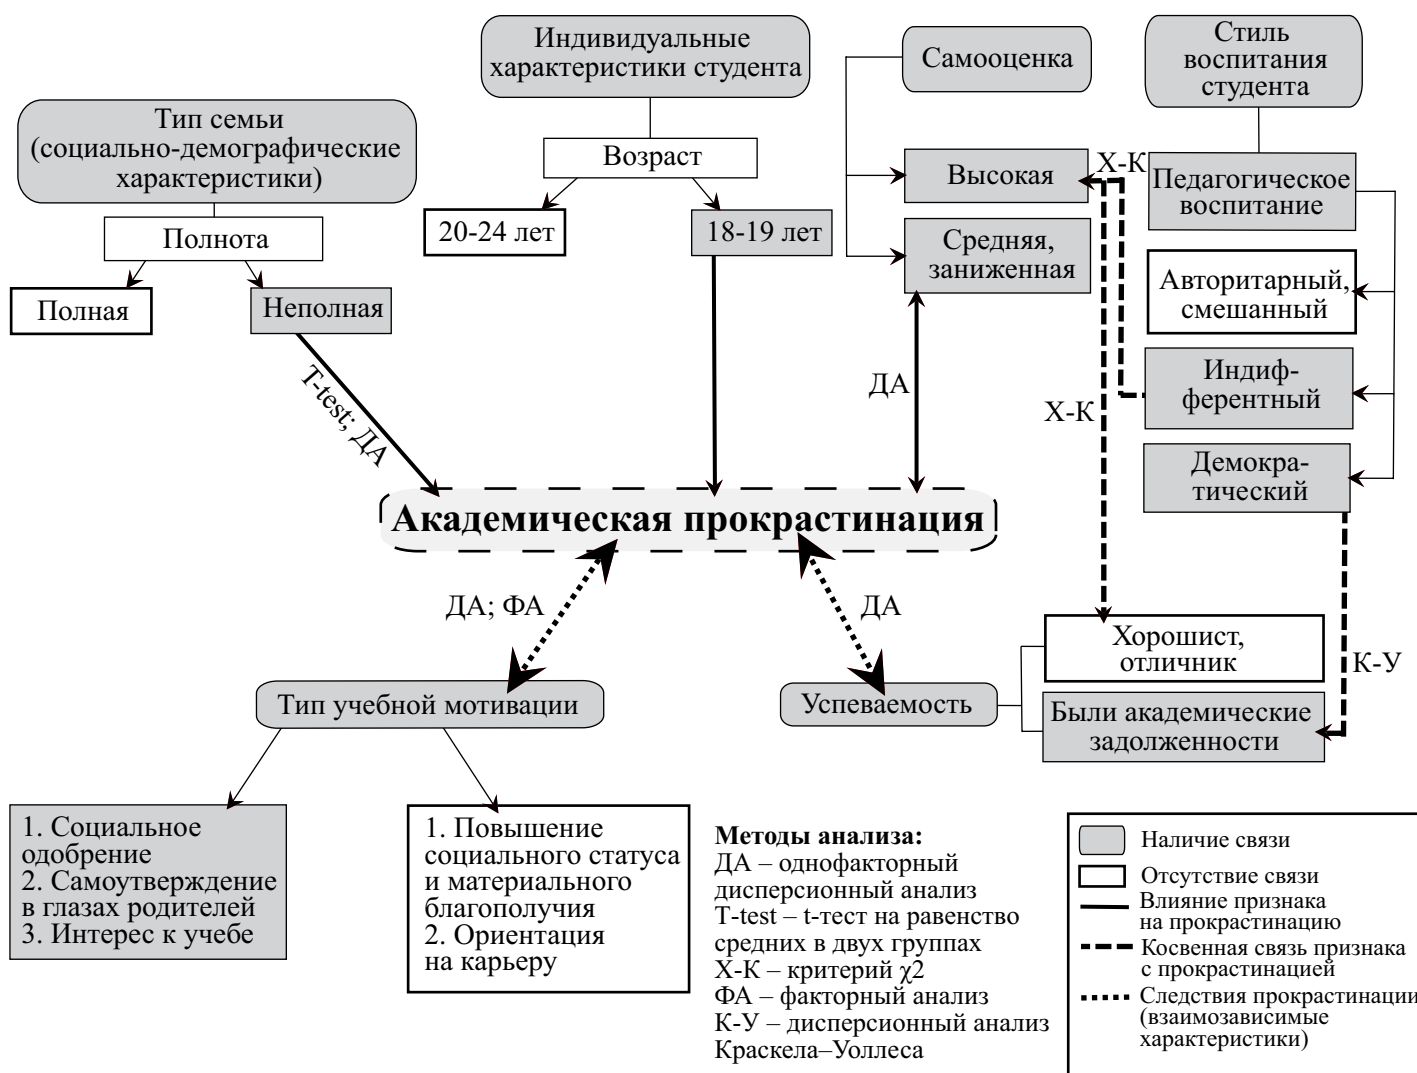 Индивидуальные
характеристики студента
Самооценка
Стиль
воспитания
студента
Тип семьи
(социально-демографические
характеристики)
Возраст
Высокая
Х-К
Педагогическое
воспитание
Полнота
20-24 лет
18-19 лет
Средняя,
заниженная
Полная
Неполная
Авторитарный,
смешанный
T-test; ДА
ДА
Х-К
Индиф-
ферентный
Демокра-
тический
Академическая прокрастинация
ДА; ФА
ДА
Хорошист,
отличник
К-У
Тип учебной мотивации
Успеваемость
Были академические
задолженности
1. Социальное
одобрение
2. Самоутверждение
в глазах родителей
3. Интерес к учебе
1. Повышение
социального статуса
и материального
благополучия
2. Ориентация
на карьеру
Методы анализа:
ДА – однофакторный
дисперсионный анализ
T-test – t-тест на равенство
средних в двух группах
Х-К – критерий χ2
ФА – факторный анализ
К-У – дисперсионный анализ
Краскела–Уоллеса
Наличие связи
Отсутствие связи
Влияние признака
на прокрастинацию
Косвенная связь признака
с прокрастинацией
Следствия прокрастинации
(взаимозависимые
характеристики)